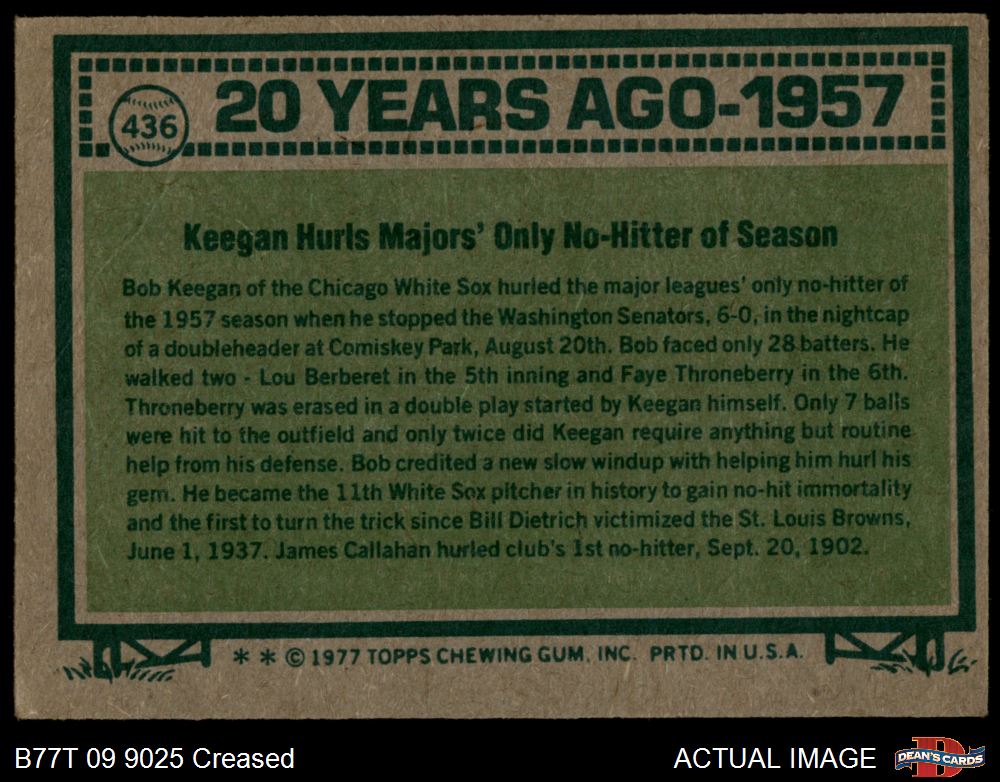 436
20 YEARS AGO-1957
Keegan Hurls Majors' Only No-Hitter of Season
Bob Keegan of the Chicago White Sox hurled the major leagues' only no-hitter of
the 1957 season when he stopped the Washington Senators, 6-0, in the nightcap
of a doubleheader at Comiskey Park, August 20th. Bob faced only 28 batters. He
walked two - Lou Berberet in the 5th inning and Faye Throneberry in the 6th.
Throneberry was erased in a double play started by Keegan himself. Only 7 balls
were hit to the outfield and only twice did Keegan require anything but routine
help from his defense. Bob credited a new slow windup with helping him hurl his
gem. He became the 11th White Sox pitcher in history to gain no-hit immortality
and the first to turn the trick since Bill Dietrich victimized the St. Louis Browns,
June 1, 1937. James Callahan hurled club's 1st no-hitter, Sept. 20, 1902.
* * © 1977 TOPPS CHEWING GUM, INC. PRTD. IN U.S.A.
B77T 09 9025 Creased
ACTUAL IMAGE
D
DEAN'S CARDS